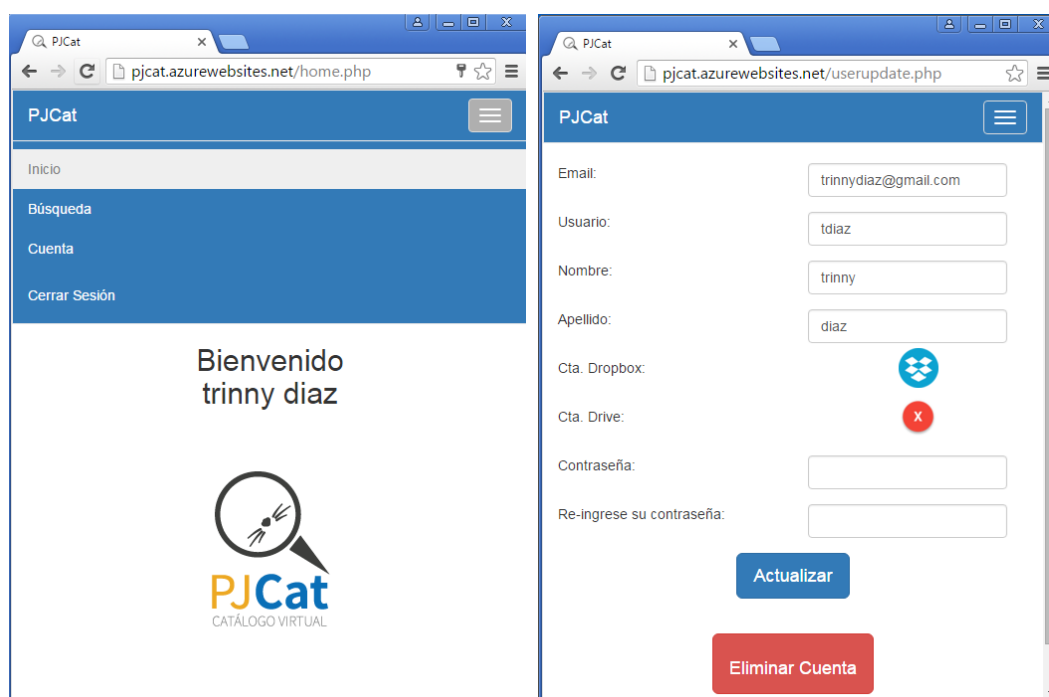 PJCat
pjcat.azurewebsites.net/home.php
PJCat
Inicio
Búsqueda
Cuenta
Cerrar Sesión
Bienvenido
trinny diaz
PJCat
CATÁLOGO VIRTUAL
PJCat
pjcat.azurewebsites.net/userupdate.php
PJCat
Email: trinnydiaz@gmail.com
Usuario: tdiaz
Nombre: trinny
Apellido: diaz
Cta. Dropbox:
Cta. Drive: X
Contraseña:
Re-ingrese su contraseña:
Actualizar
Eliminar Cuenta